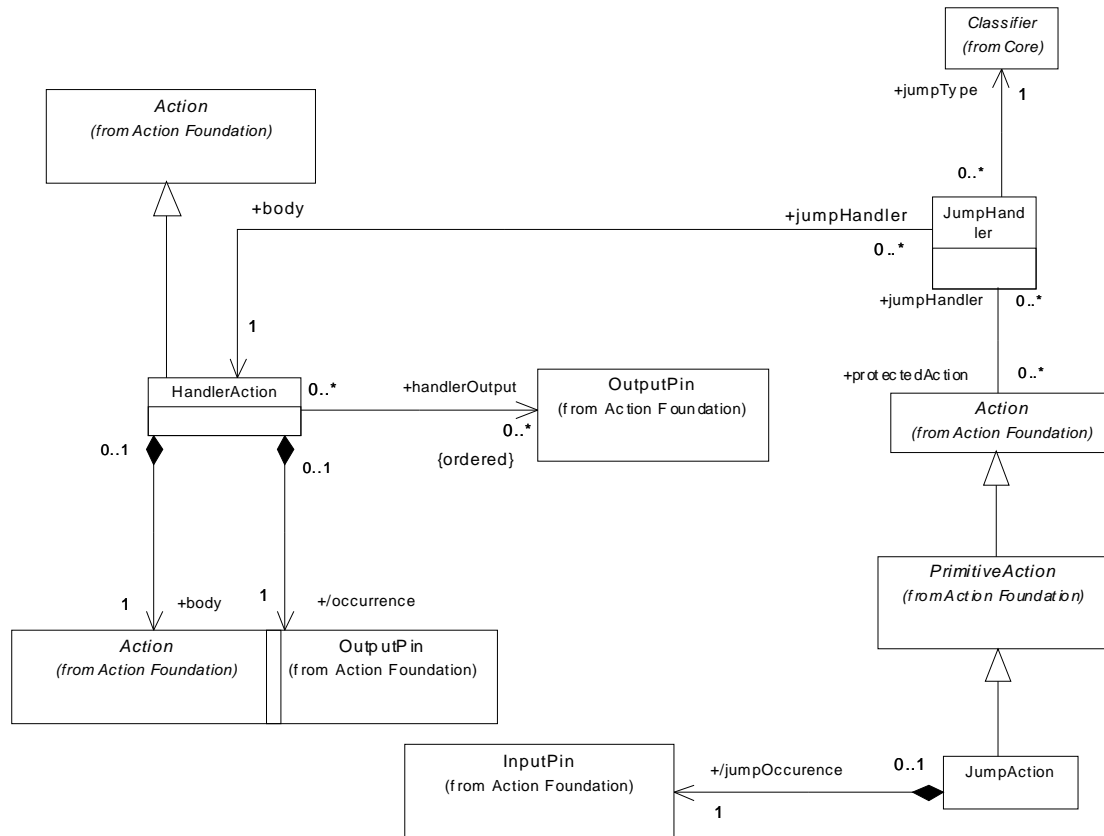 Classifier
(from Core)
+jumpType
1
0..*
Action
(from Action Foundation)
+body
+jumpHandler
0..*
JumpHand
ler
+jumpHandler
0..*
1
HandlerAction
0..*
+handlerOutput
0..*
{ordered}
OutputPin
(from Action Foundation)
+protectedAction
0..*
Action
(from Action Foundation)
0..1
0..1
1
+body
1
+/occurrence
PrimitiveAction
(from Action Foundation)
Action
(from Action Foundation)
OutputPin
(from Action Foundation)
InputPin
(from Action Foundation)
+/jumpOccurence
1
0..1
JumpAction